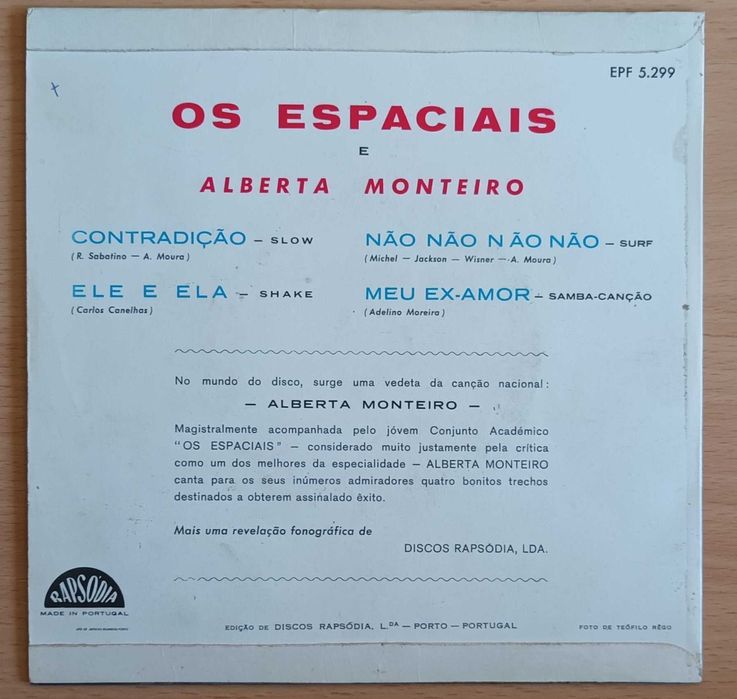 EPF 5.299
OS ESPACIAIS
E
ALBERTA MONTEIRO
CONTRADIÇÃO – SLOW
(R. Sabatino – A. Moura)
ELE E ELA – SHAKE
(Carlos Canelhas)
NÃO NÃO NÃO NÃO – SURF
(Michel – Jackson – Wisner – A. Moura)
MEU EX-AMOR – SAMBA-CANÇÃO
(Adelino Moreira)
No mundo do disco, surge uma vedeta da canção nacional:
– ALBERTA MONTEIRO –
Magistralmente acompanhada pelo jóvem Conjunto Académico
"OS ESPACIAIS" – considerado muito justamente pela crítica
como um dos melhores da especialidade – ALBERTA MONTEIRO
canta para os seus inúmeros admiradores quatro bonitos trechos
destinados a obterem assinalado êxito.
Mais uma revelação fonográfica de
DISCOS RAPSÓDIA, LDA.
RAPSÓDIA
MADE IN PORTUGAL
EDIÇÃO DE DISCOS RAPSÓDIA, L.DA – PORTO – PORTUGAL
FOTO DE TEÓFILO RÊGO